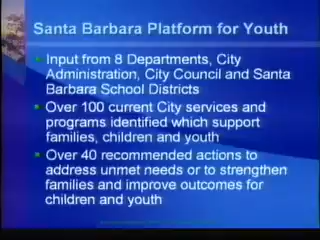 Santa Barbara Platform for Youth
Input from 8 Departments, City
Administration, City Council and Santa
Barbara School Districts
Over 100 current City services and
programs identified which support
families, children and youth
Over 40 recommended actions to
address unmet needs or to strengthen
families and improve outcomes for
children and youth